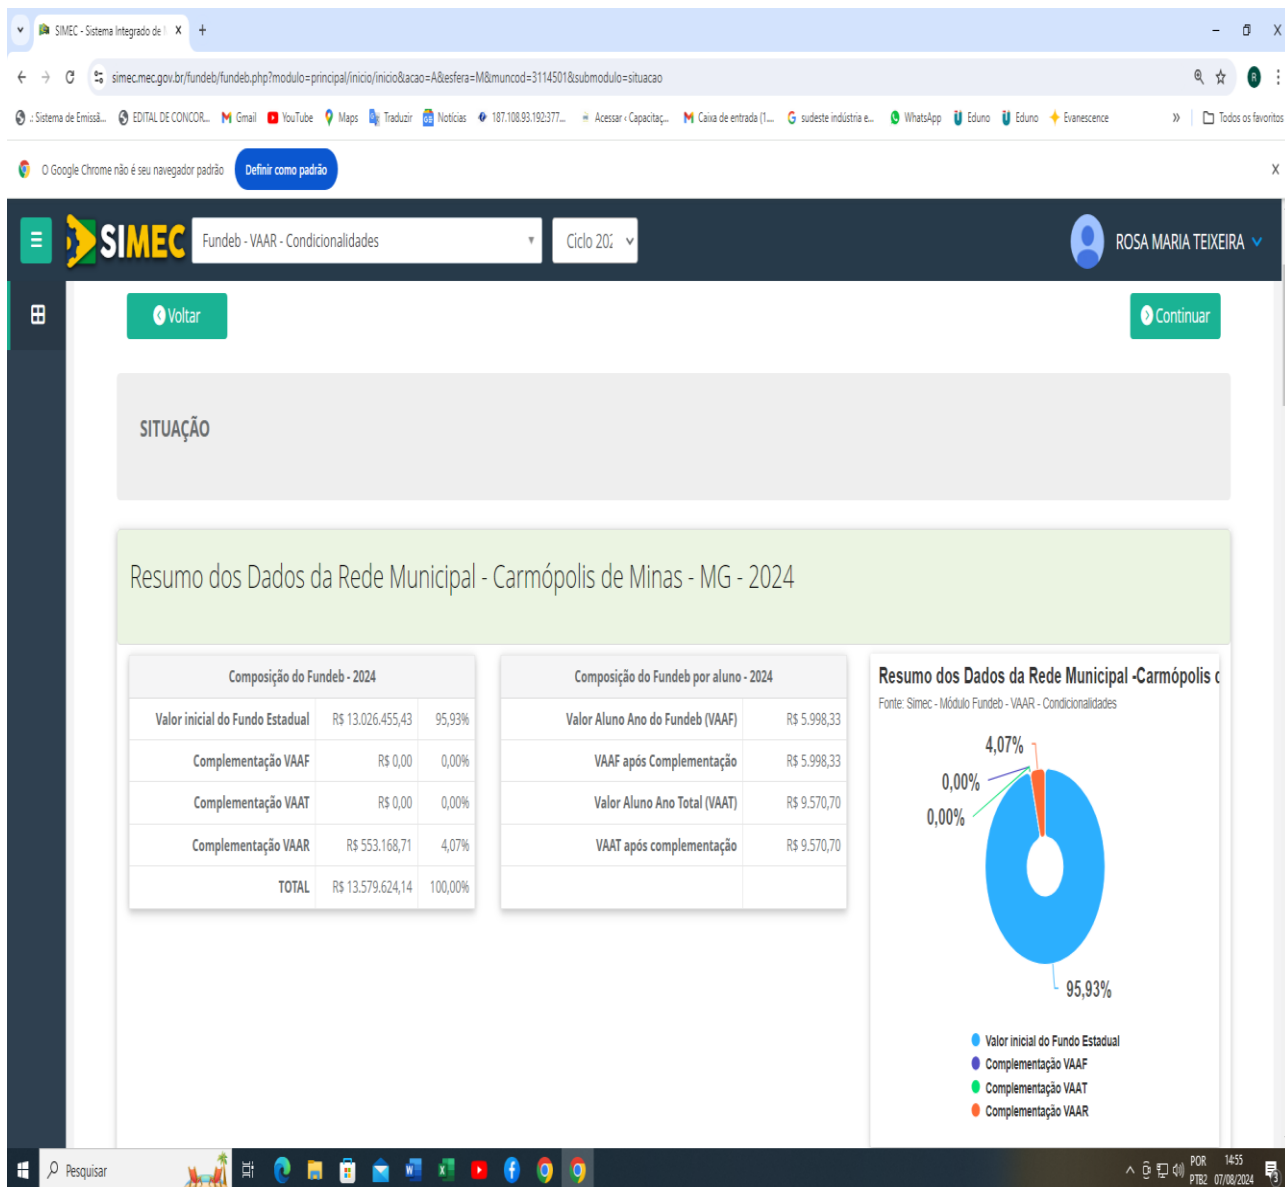 SIMEC - Sistema Integrado de
simec.mec.gov.br/fundeb/fundeb.php?modulo=principal/inicio/inicio&acao=A&esfera=M&muncod=3114501&submodulo=situacao
R
.: Sistema de Emissã... EDITAL DE CONCOR... Gmail YouTube Maps Traduzir Notícias 187.108.93.192:377... Acessar ‹ Capacitaç... Caixa de entrada (1.... sudeste indústria e... WhatsApp Eduno Eduno Evanescence » Todos os favoritos
O Google Chrome não é seu navegador padrão Definir como padrão
SIMEC Fundeb - VAAR - Condicionalidades Ciclo 202 ROSA MARIA TEIXEIRA
Voltar Continuar
SITUAÇÃO
Resumo dos Dados da Rede Municipal - Carmópolis de Minas - MG - 2024
Composição do Fundeb - 2024
Valor inicial do Fundo Estadual R$ 13.026.455,43 95,93%
Complementação VAAF R$ 0,00 0,00%
Complementação VAAT R$ 0,00 0,00%
Complementação VAAR R$ 553.168,71 4,07%
TOTAL R$ 13.579.624,14 100,00%
Composição do Fundeb por aluno - 2024
Valor Aluno Ano do Fundeb (VAAF) R$ 5.998,33
VAAF após Complementação R$ 5.998,33
Valor Aluno Ano Total (VAAT) R$ 9.570,70
VAAT após complementação R$ 9.570,70
Resumo dos Dados da Rede Municipal -Carmópolis
Fonte: Simec - Módulo Fundeb - VAAR - Condicionalidades
4,07%
0,00%
0,00%
95,93%
Valor inicial do Fundo Estadual
Complementação VAAF
Complementação VAAT
Complementação VAAR
Pesquisar
POR 14:55
PTB2 07/08/2024